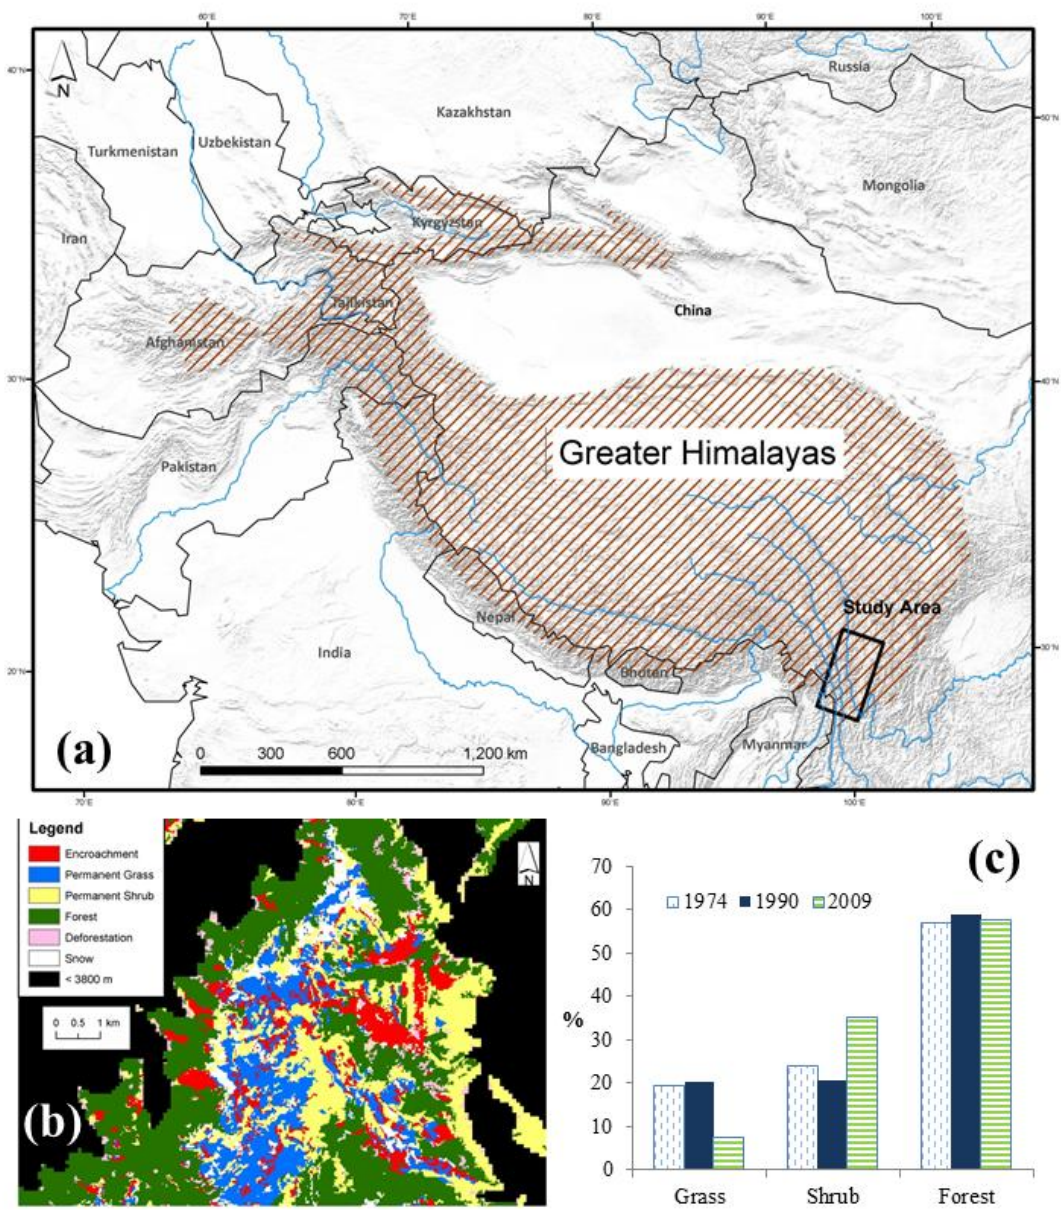 60°E 70°E 80°E 90°E 100°E
40°N
N
Russia
Kazakhstan
50°N
Uzbekistan
Turkmenistan
Mongolia
Kyrgyzstan
Iran
Tajikistan
China
Afghanistan
30°N
40°N
Greater Himalayas
Pakistan
Study Area
Nepal
India
30°N
20°N
Bhutan
(a)
0 300 600 1,200 km
Bangladesh
Myanmar
70°E 80°E 90°E 100°E
Legend
Encroachment
Permanent Grass
Permanent Shrub
Forest
Deforestation
Snow
< 3800 m
0 0.5 1 km
N
(b)
(c)
70
60
50
40
30
20
10
0
%
1974 1990 2009
Grass Shrub Forest